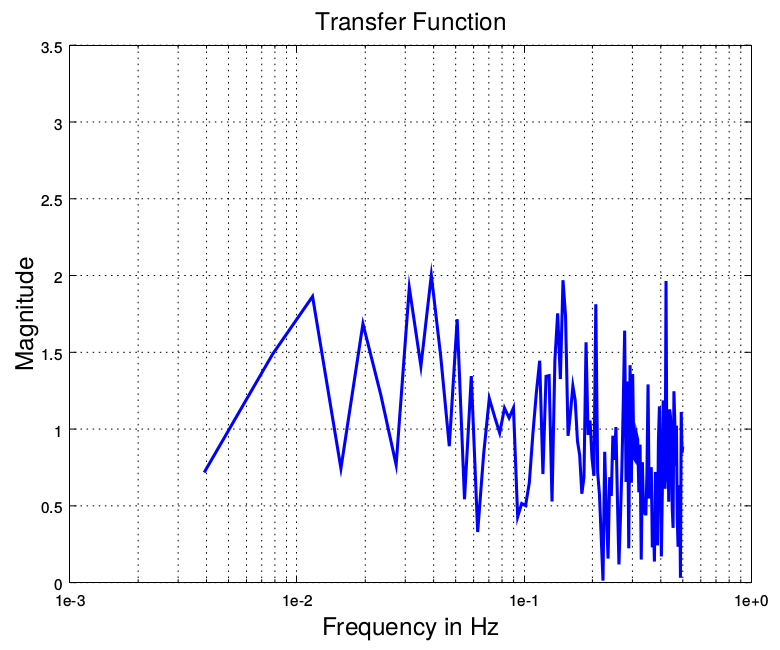 Transfer Function
3.5
3
2.5
2
1.5
1
0.5
0
Magnitude
1e-3
1e-2
1e-1
1e+0
Frequency in Hz